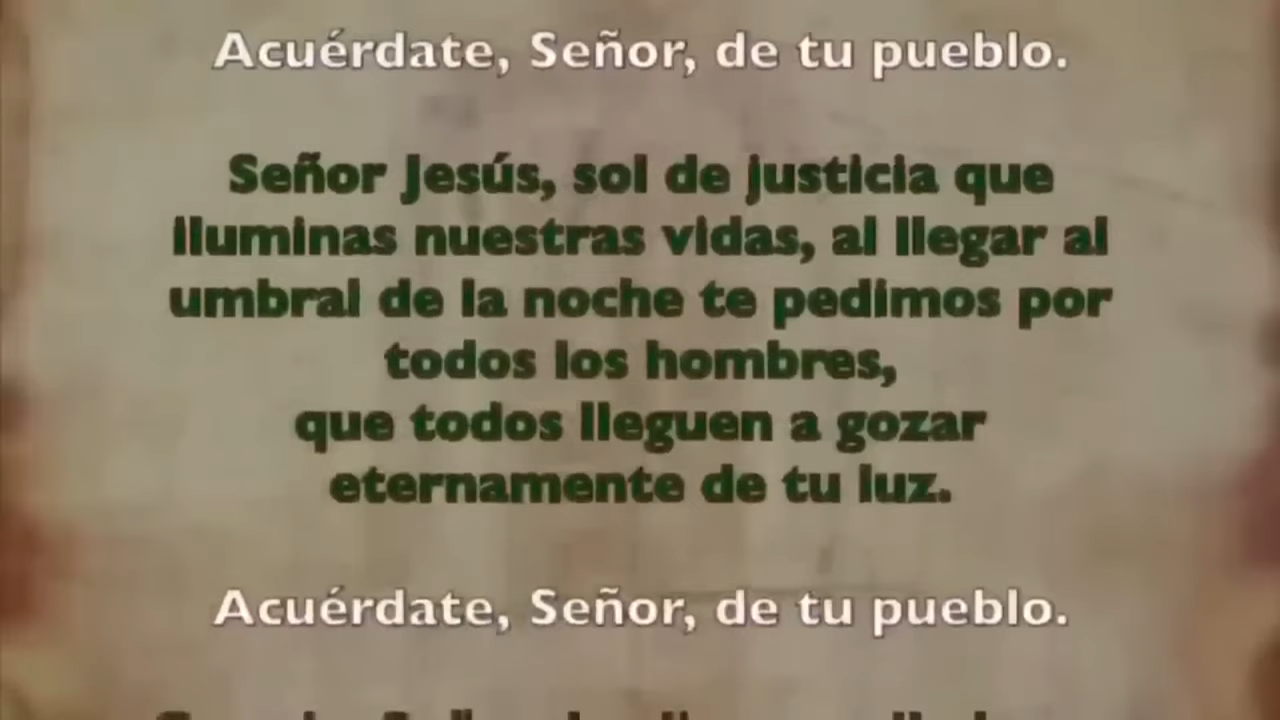 Acuérdate, Señor, de tu pueblo.
Señor Jesús, sol de justicia que
iluminas nuestras vidas, al llegar al
umbral de la noche te pedimos por
todos los hombres,
que todos lleguen a gozar
eternamente de tu luz.
Acuérdate, Señor, de tu pueblo.